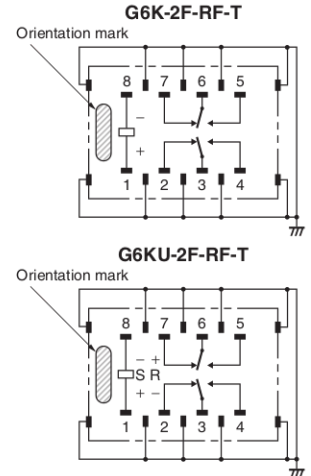 G6K-2F-RF-T
Orientation mark
8 7 6 5
−
+
1 2 3 4
G6KU-2F-RF-T
Orientation mark
8 7 6 5
− +
S R
+ −
1 2 3 4